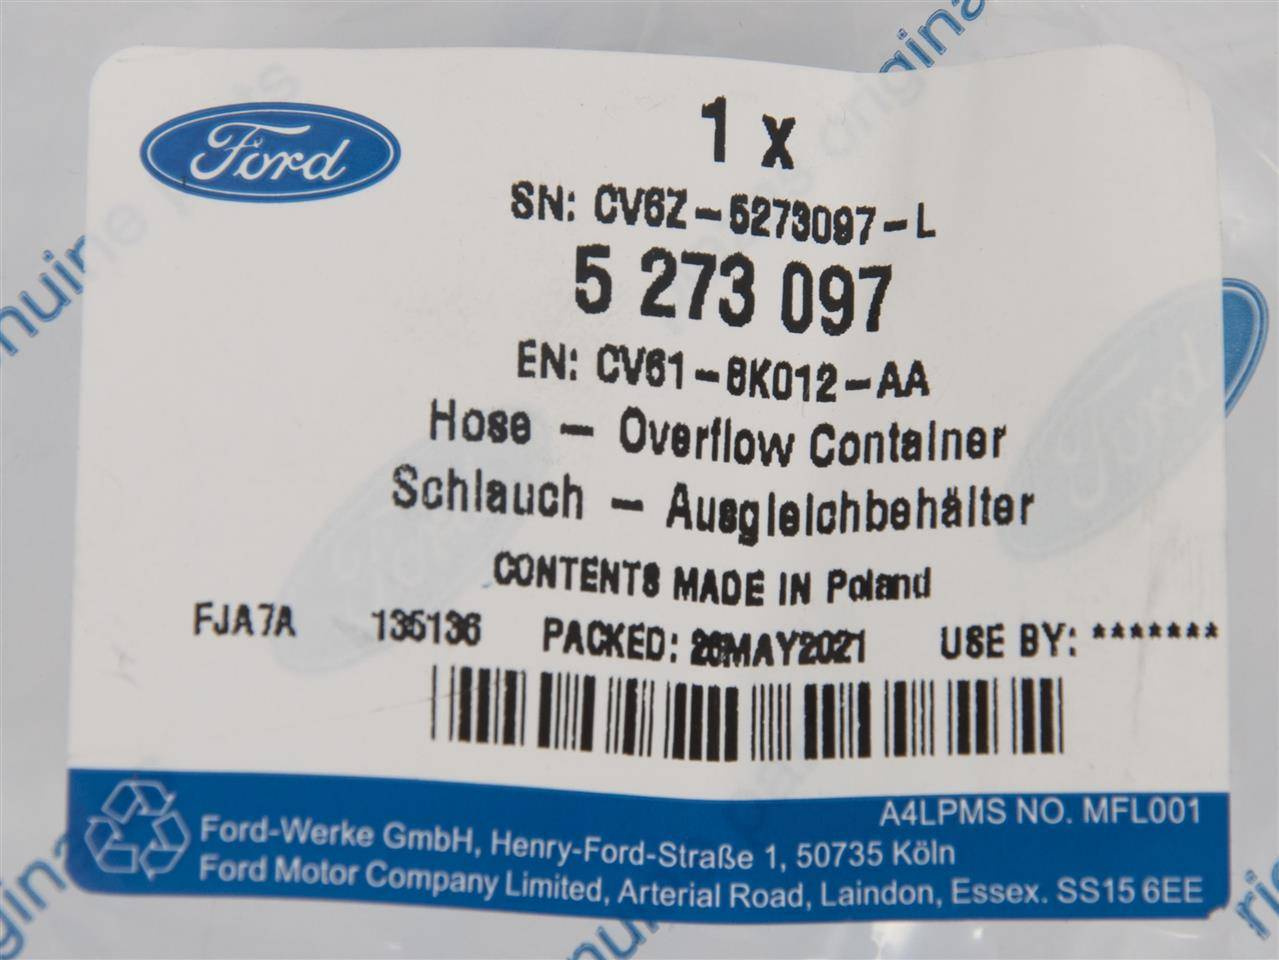 Ford
1 x
SN: CV6Z-5273097-L
5 273 097
EN: CV61-8K012-AA
Hose - Overflow Container
Schlauch - Ausgleichbehälter
CONTENTS MADE IN Poland
FJA7A 135136 PACKED: 26MAY2021 USE BY: *******
A4LPMS NO. MFL001
Ford-Werke GmbH, Henry-Ford-Straße 1, 50735 Köln
Ford Motor Company Limited, Arterial Road, Laindon, Essex. SS15 6EE